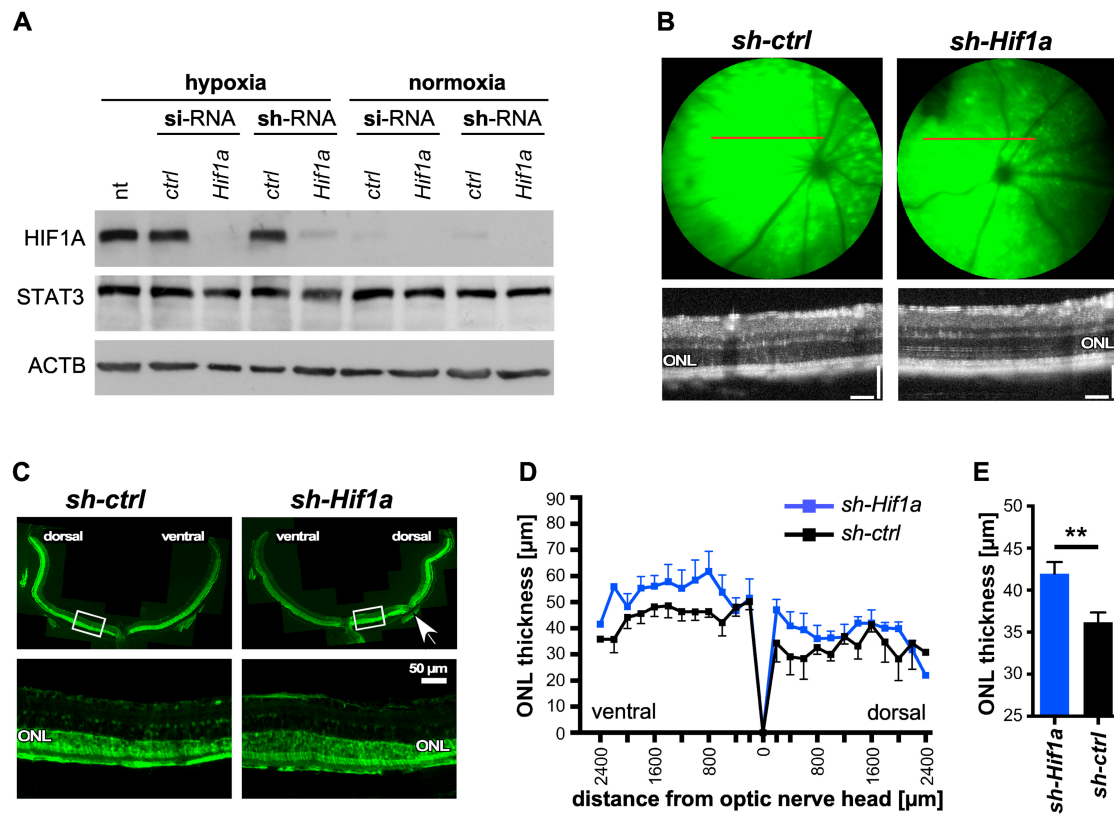 A
hypoxia normoxia
si-RNA sh-RNA si-RNA sh-RNA
nt ctrl Hif1a ctrl Hif1a ctrl Hif1a ctrl Hif1a
HIF1A
STAT3
ACTB
B
sh-ctrl sh-Hif1a
ONL ONL
C
sh-ctrl sh-Hif1a
dorsal ventral ventral dorsal
50 µm
ONL ONL
D
ONL thickness [µm]
90
80
70
60
50
40
30
20
10
0
sh-Hif1a
sh-ctrl
ventral dorsal
2400 1600 800 0 800 1600 2400
distance from optic nerve head [µm]
E
ONL thickness [µm]
50
45
40
35
30
25
**
sh-Hif1a sh-ctrl